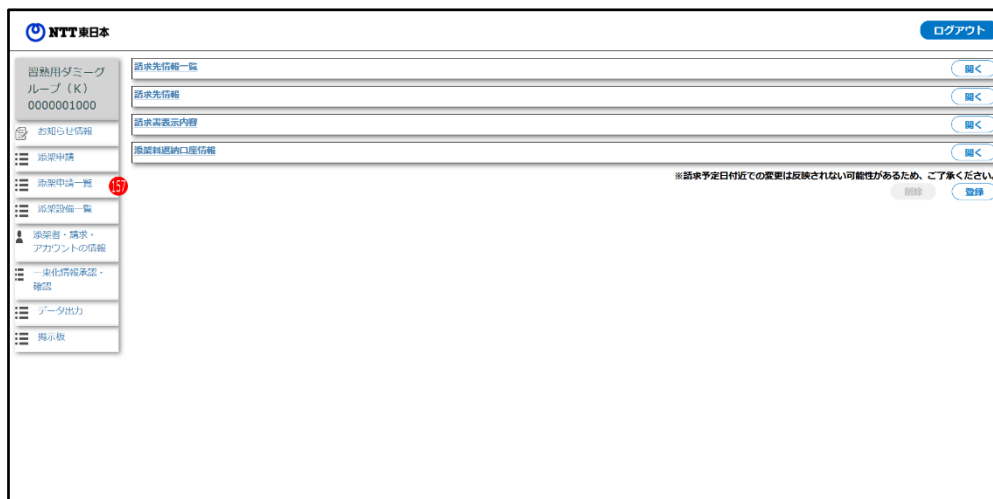 NTT東日本
ログアウト
習熟用ダミーグ
ループ（K）
0000001000
お知らせ情報
添架申請
添架申請一覧
157
添架設備一覧
添架者・請求・
アカウントの情報
一束化情報承認・
確認
データ出力
掲示板
請求先情報一覧
開く
請求先情報
開く
請求書表示内容
開く
添架料返納口座情報
開く
※請求予定日付近での変更は反映されない可能性があるため、ご了承ください。
削除
登録